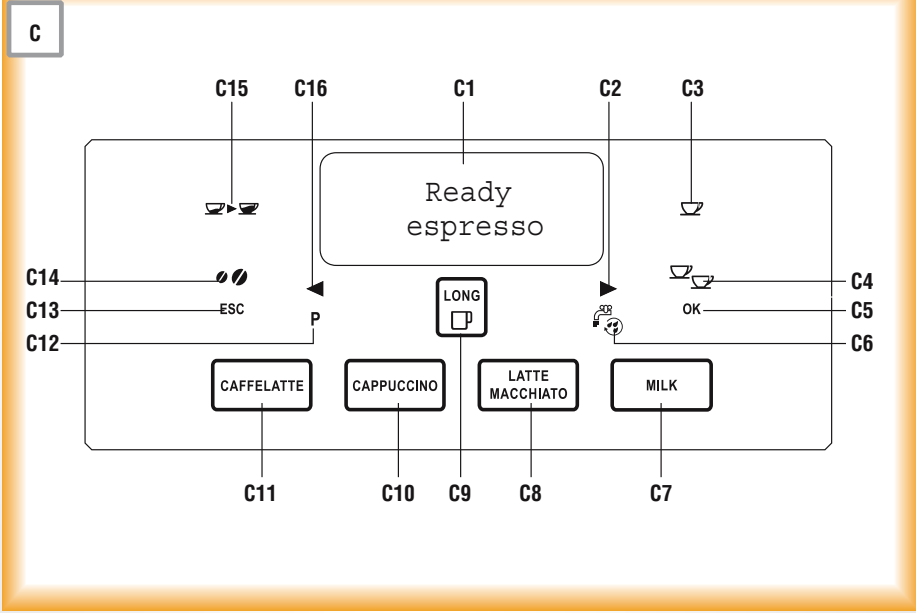 C
C15 C16 C1 C2 C3
Ready
espresso
C14
C4
LONG
C13 ESC
OK C5
C12 P
C6
CAFFELATTE CAPPUCCINO LATTE MACCHIATO MILK
C11 C10 C9 C8 C7